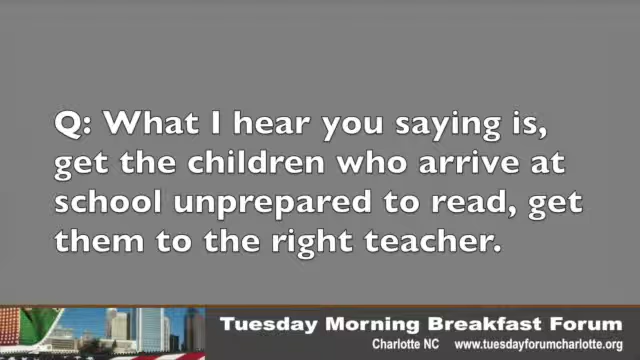 Q: What I hear you saying is,
get the children who arrive at
school unprepared to read, get
them to the right teacher.
Tuesday Morning Breakfast Forum
Charlotte NC www.tuesdayforumcharlotte.org